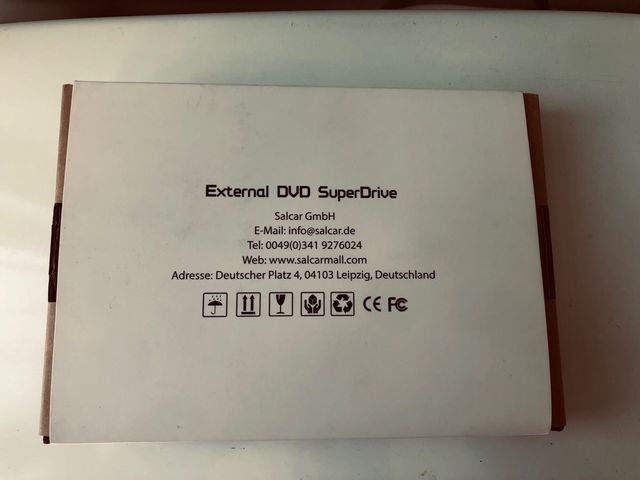 External DVD SuperDrive
Salcar GmbH
E-Mail: info@salcar.de
Tel: 0049(0)341 9276024
Web: www.salcarmall.com
Adresse: Deutscher Platz 4, 04103 Leipzig, Deutschland
CE FC